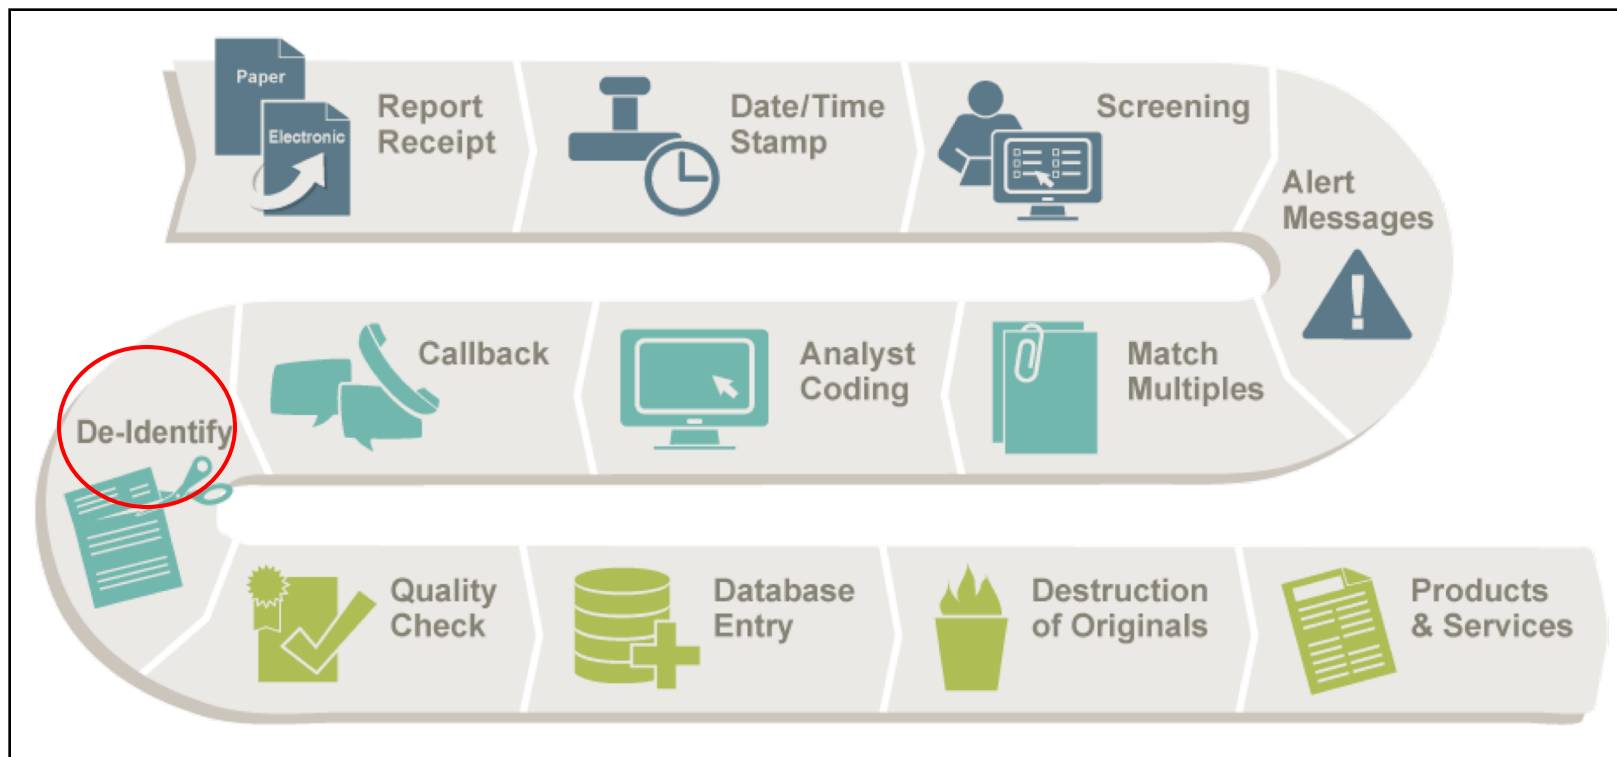 Paper
Electronic
Report
Receipt
Date/Time
Stamp
Screening
Alert
Messages
Match
Multiples
Analyst
Coding
Callback
De-Identify
Quality
Check
Database
Entry
Destruction
of Originals
Products
& Services